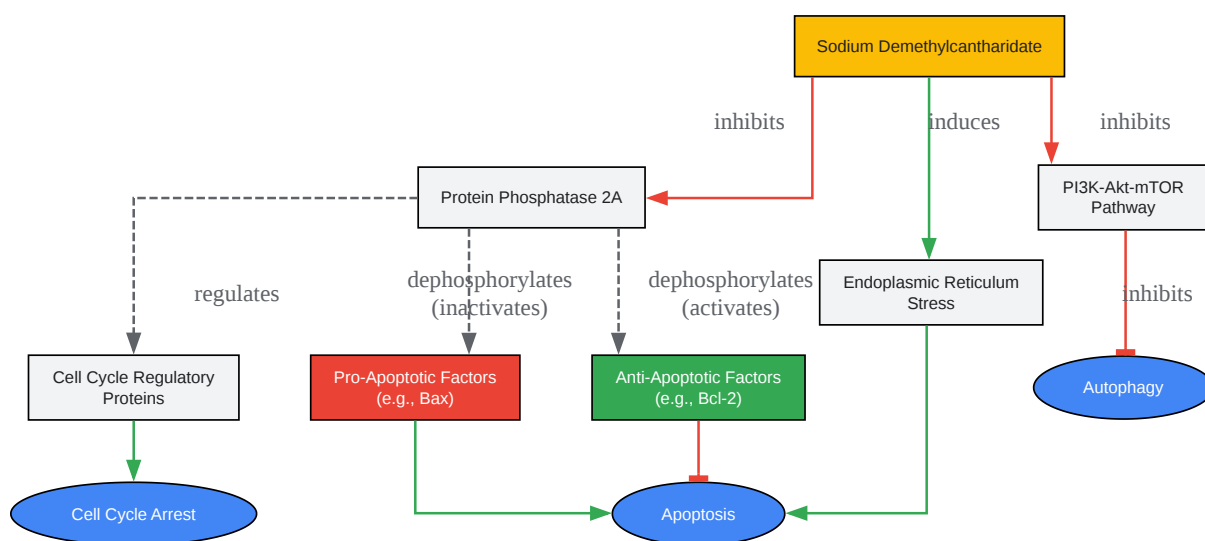 Sodium Demethylcantharidate
inhibits
induces
inhibits
Protein Phosphatase 2A
PI3K-Akt-mTOR
Pathway
regulates
dephosphorylates
(inactivates)
dephosphorylates
(activates)
Endoplasmic Reticulum
Stress
inhibits
Cell Cycle Regulatory
Proteins
Pro-Apoptotic Factors
(e.g., Bax)
Anti-Apoptotic Factors
(e.g., Bcl-2)
Autophagy
Cell Cycle Arrest
Apoptosis